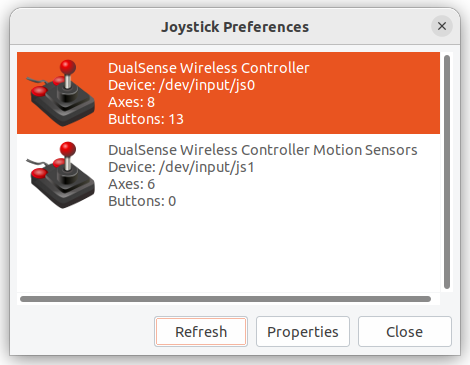 Joystick Preferences
DualSense Wireless Controller
Device: /dev/input/js0
Axes: 8
Buttons: 13
DualSense Wireless Controller Motion Sensors
Device: /dev/input/js1
Axes: 6
Buttons: 0
Refresh Properties Close